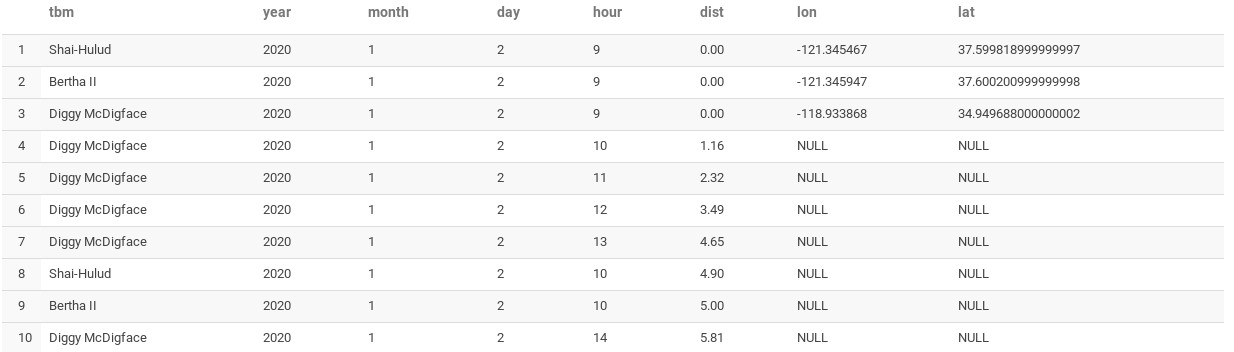 tbm year month day hour dist lon lat
1 Shai-Hulud 2020 1 2 9 0.00 -121.345467 37.599818999999997
2 Bertha II 2020 1 2 9 0.00 -121.345947 37.600200999999998
3 Diggy McDigface 2020 1 2 9 0.00 -118.933868 34.949688000000002
4 Diggy McDigface 2020 1 2 10 1.16 NULL NULL
5 Diggy McDigface 2020 1 2 11 2.32 NULL NULL
6 Diggy McDigface 2020 1 2 12 3.49 NULL NULL
7 Diggy McDigface 2020 1 2 13 4.65 NULL NULL
8 Shai-Hulud 2020 1 2 10 4.90 NULL NULL
9 Bertha II 2020 1 2 10 5.00 NULL NULL
10 Diggy McDigface 2020 1 2 14 5.81 NULL NULL